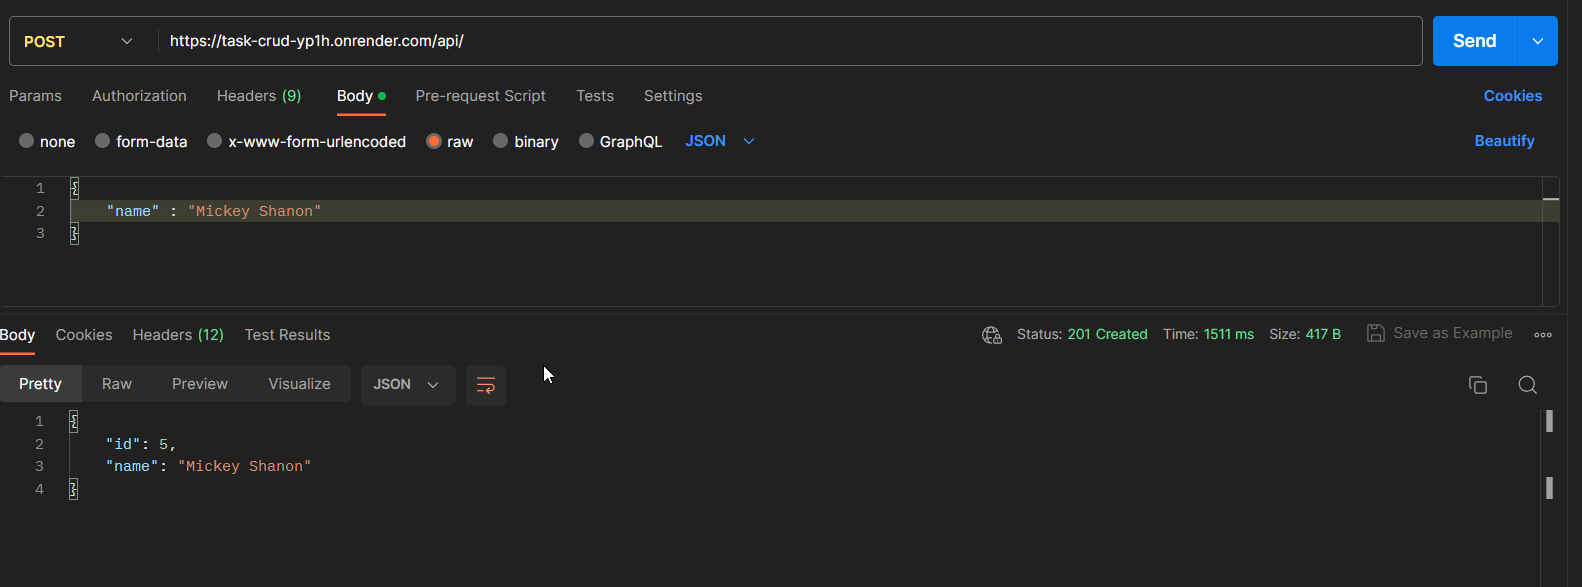 POST https://task-crud-yp1h.onrender.com/api/ Send
Params Authorization Headers (9) Body Pre-request Script Tests Settings Cookies
none form-data x-www-form-urlencoded raw binary GraphQL JSON Beautify
1 {
2 "name" : "Mickey Shanon"
3 }
Body Cookies Headers (12) Test Results Status: 201 Created Time: 1511 ms Size: 417 B Save as Example
Pretty Raw Preview Visualize JSON
1 {
2 "id": 5,
3 "name": "Mickey Shanon"
4 }